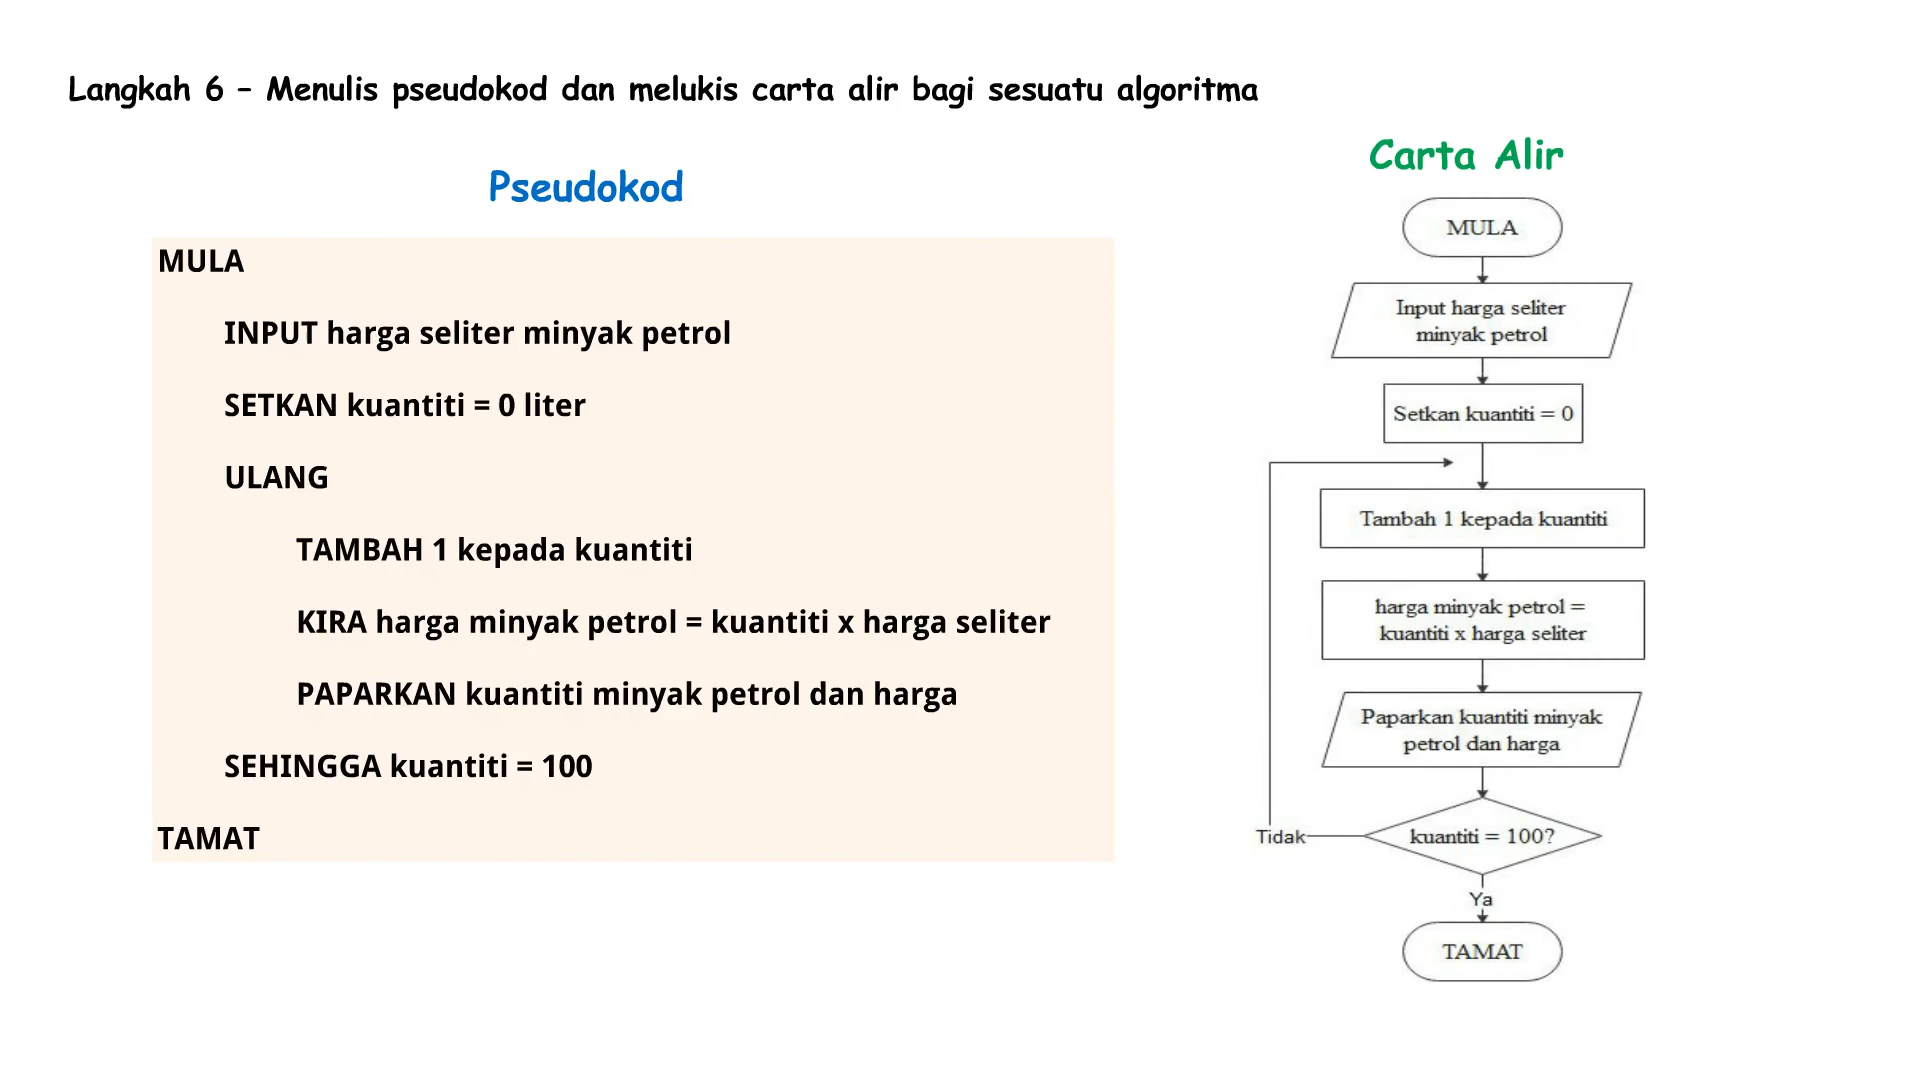 Langkah 6 – Menulis pseudokod dan melukis carta alir bagi sesuatu algoritma
Pseudokod
MULA
INPUT harga seliter minyak petrol
SETKAN kuantiti = 0 liter
ULANG
TAMBAH 1 kepada kuantiti
KIRA harga minyak petrol = kuantiti x harga seliter
PAPARKAN kuantiti minyak petrol dan harga
SEHINGGA kuantiti = 100
TAMAT
Carta Alir
MULA
Input harga seliter
minyak petrol
Setkan kuantiti = 0
Tambah 1 kepada kuantiti
harga minyak petrol =
kuantiti x harga seliter
Paparkan kuantiti minyak
petrol dan harga
kuantiti = 100?
Tidak
Ya
TAMAT